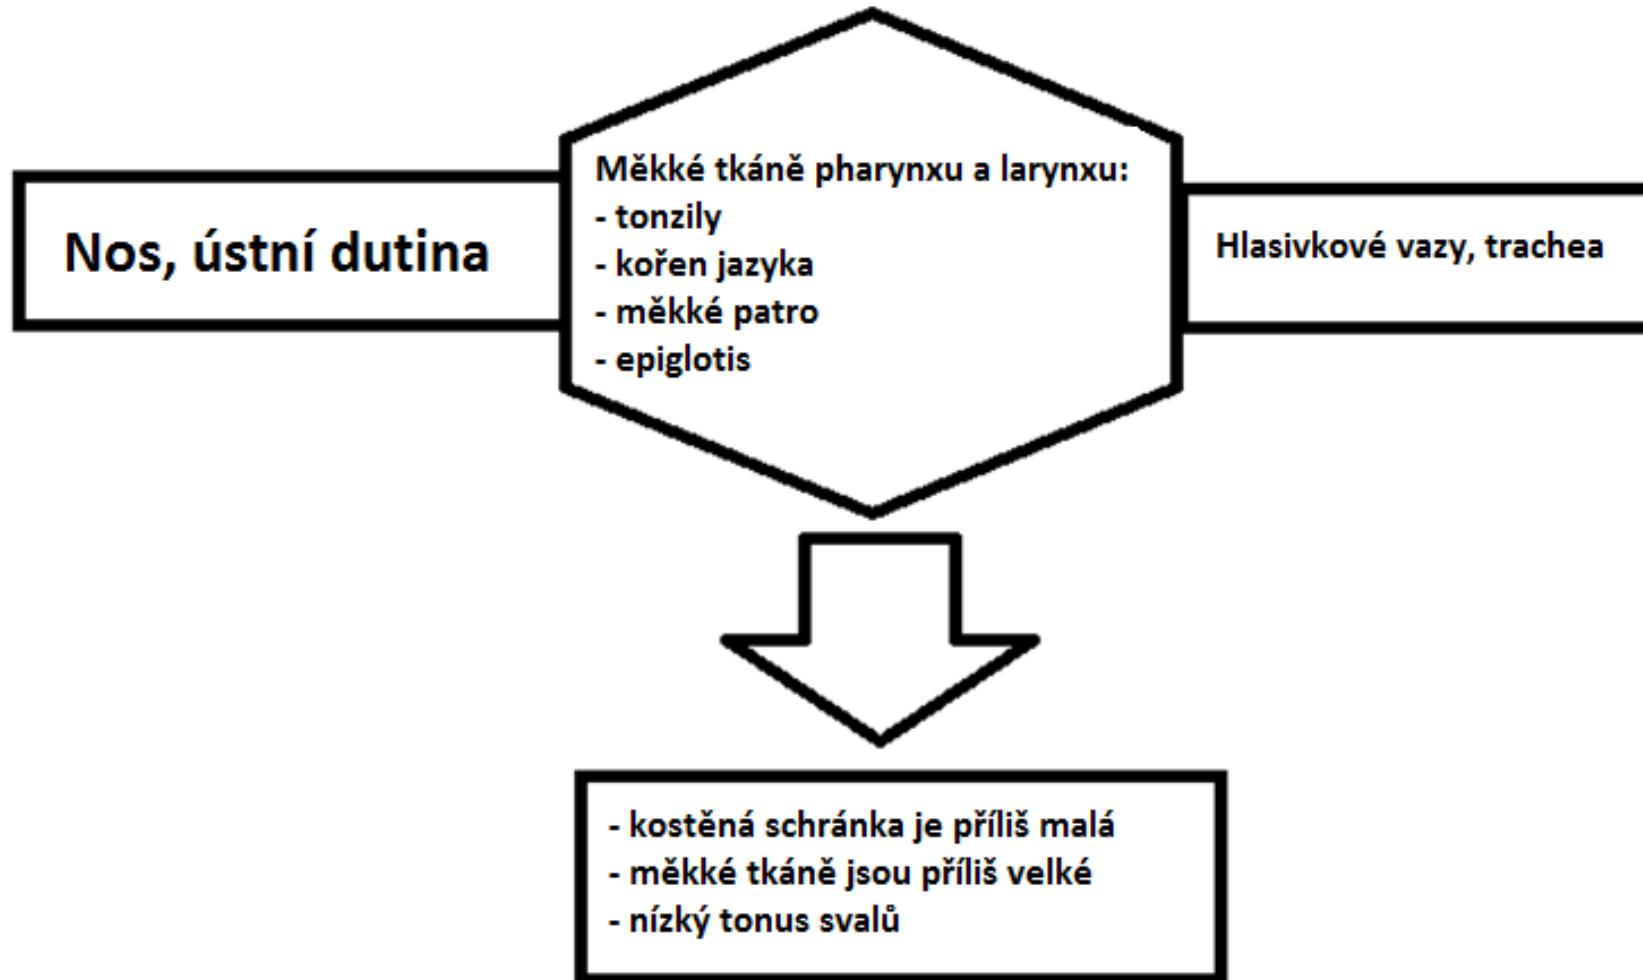 Nos, ústní dutina
Měkké tkáně pharynxu a larynxu:
- tonzily
- kořen jazyka
- měkké patro
- epiglotis
Hlasivkové vazy, trachea
- kostěná schránka je příliš malá
- měkké tkáně jsou příliš velké
- nízký tonus svalů